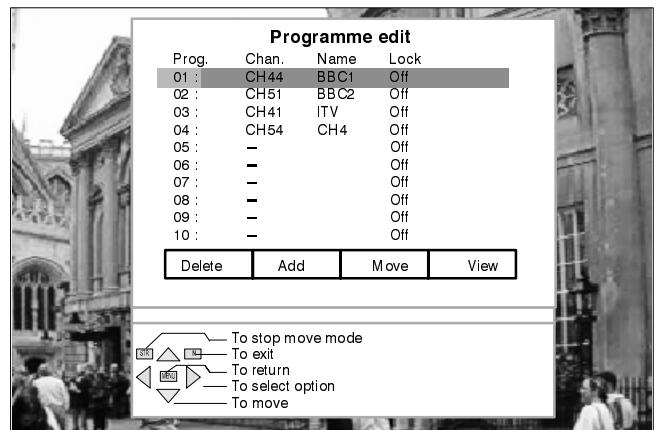 Programme edit
Prog. Chan. Name Lock
01 : CH44 BBC1 Off
02 : CH51 BBC2 Off
03 : CH41 ITV Off
04 : CH54 CH4 Off
05 : – Off
06 : – Off
07 : – Off
08 : – Off
09 : – Off
10 : – Off
Delete Add Move View
STR To stop move mode
N To exit
MENU To return
To select option
To move